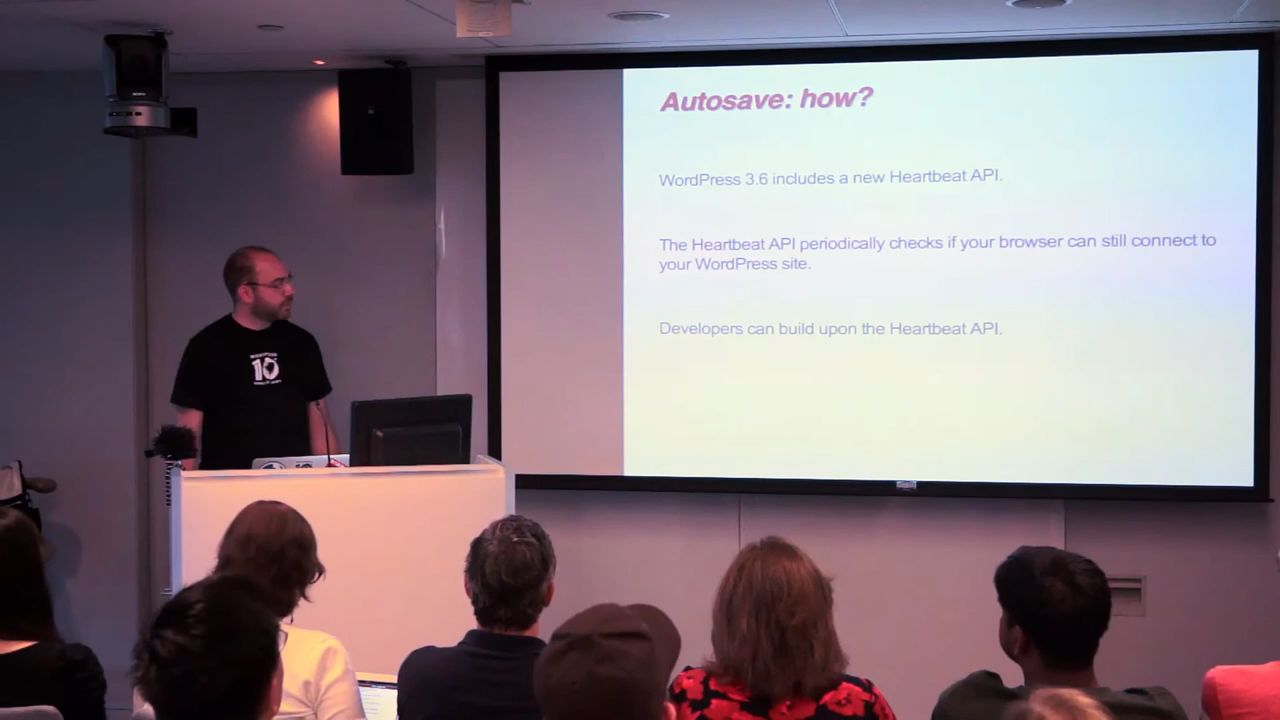 Autosave: how?
WordPress 3.6 includes a new Heartbeat API.
The Heartbeat API periodically checks if your browser can still connect to
your WordPress site.
Developers can build upon the Heartbeat API.
10